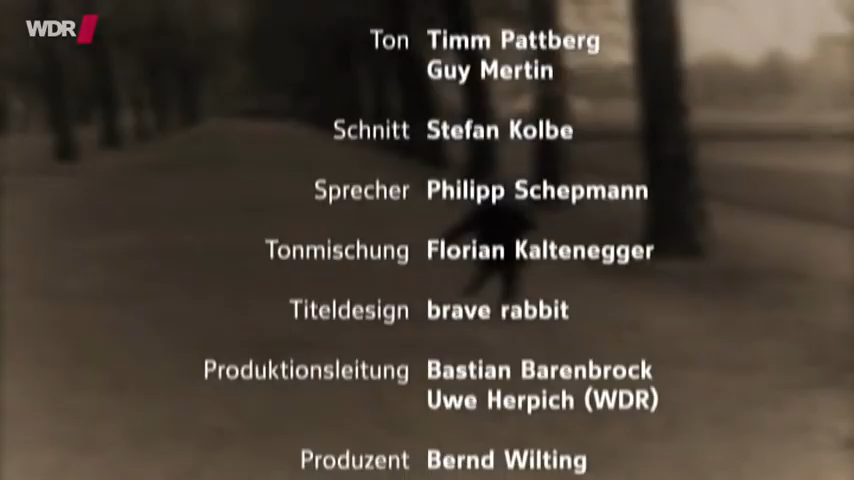 WDR
Ton Timm Pattberg
Guy Mertin
Schnitt Stefan Kolbe
Sprecher Philipp Schepmann
Tonmischung Florian Kaltenegger
Titeldesign brave rabbit
Produktionsleitung Bastian Barenbrock
Uwe Herpich (WDR)
Produzent Bernd Wilting